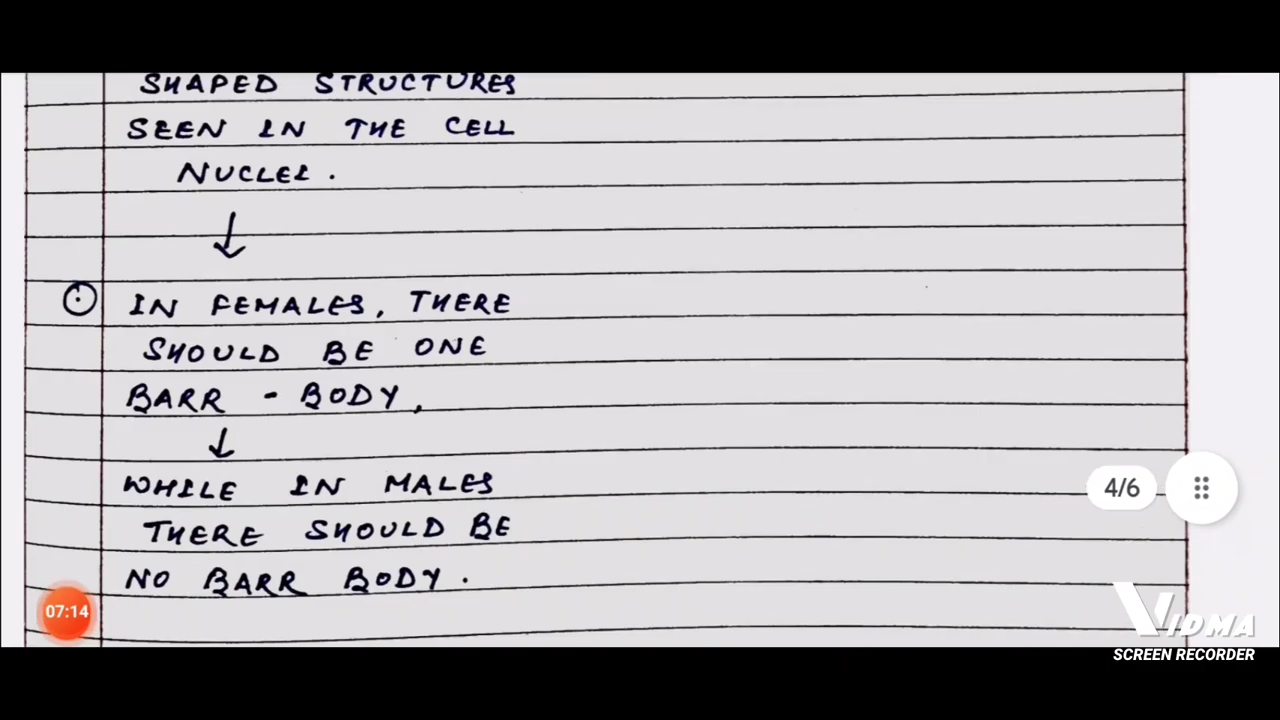 SHAPED STRUCTURES
SEEN IN THE CELL
NUCLEI.
IN FEMALES, THERE
SHOULD BE ONE
BARR - BODY,
WHILE IN MALES
THERE SHOULD BE
NO BARR BODY.
4/6
07:14
VIDMA
SCREEN RECORDER